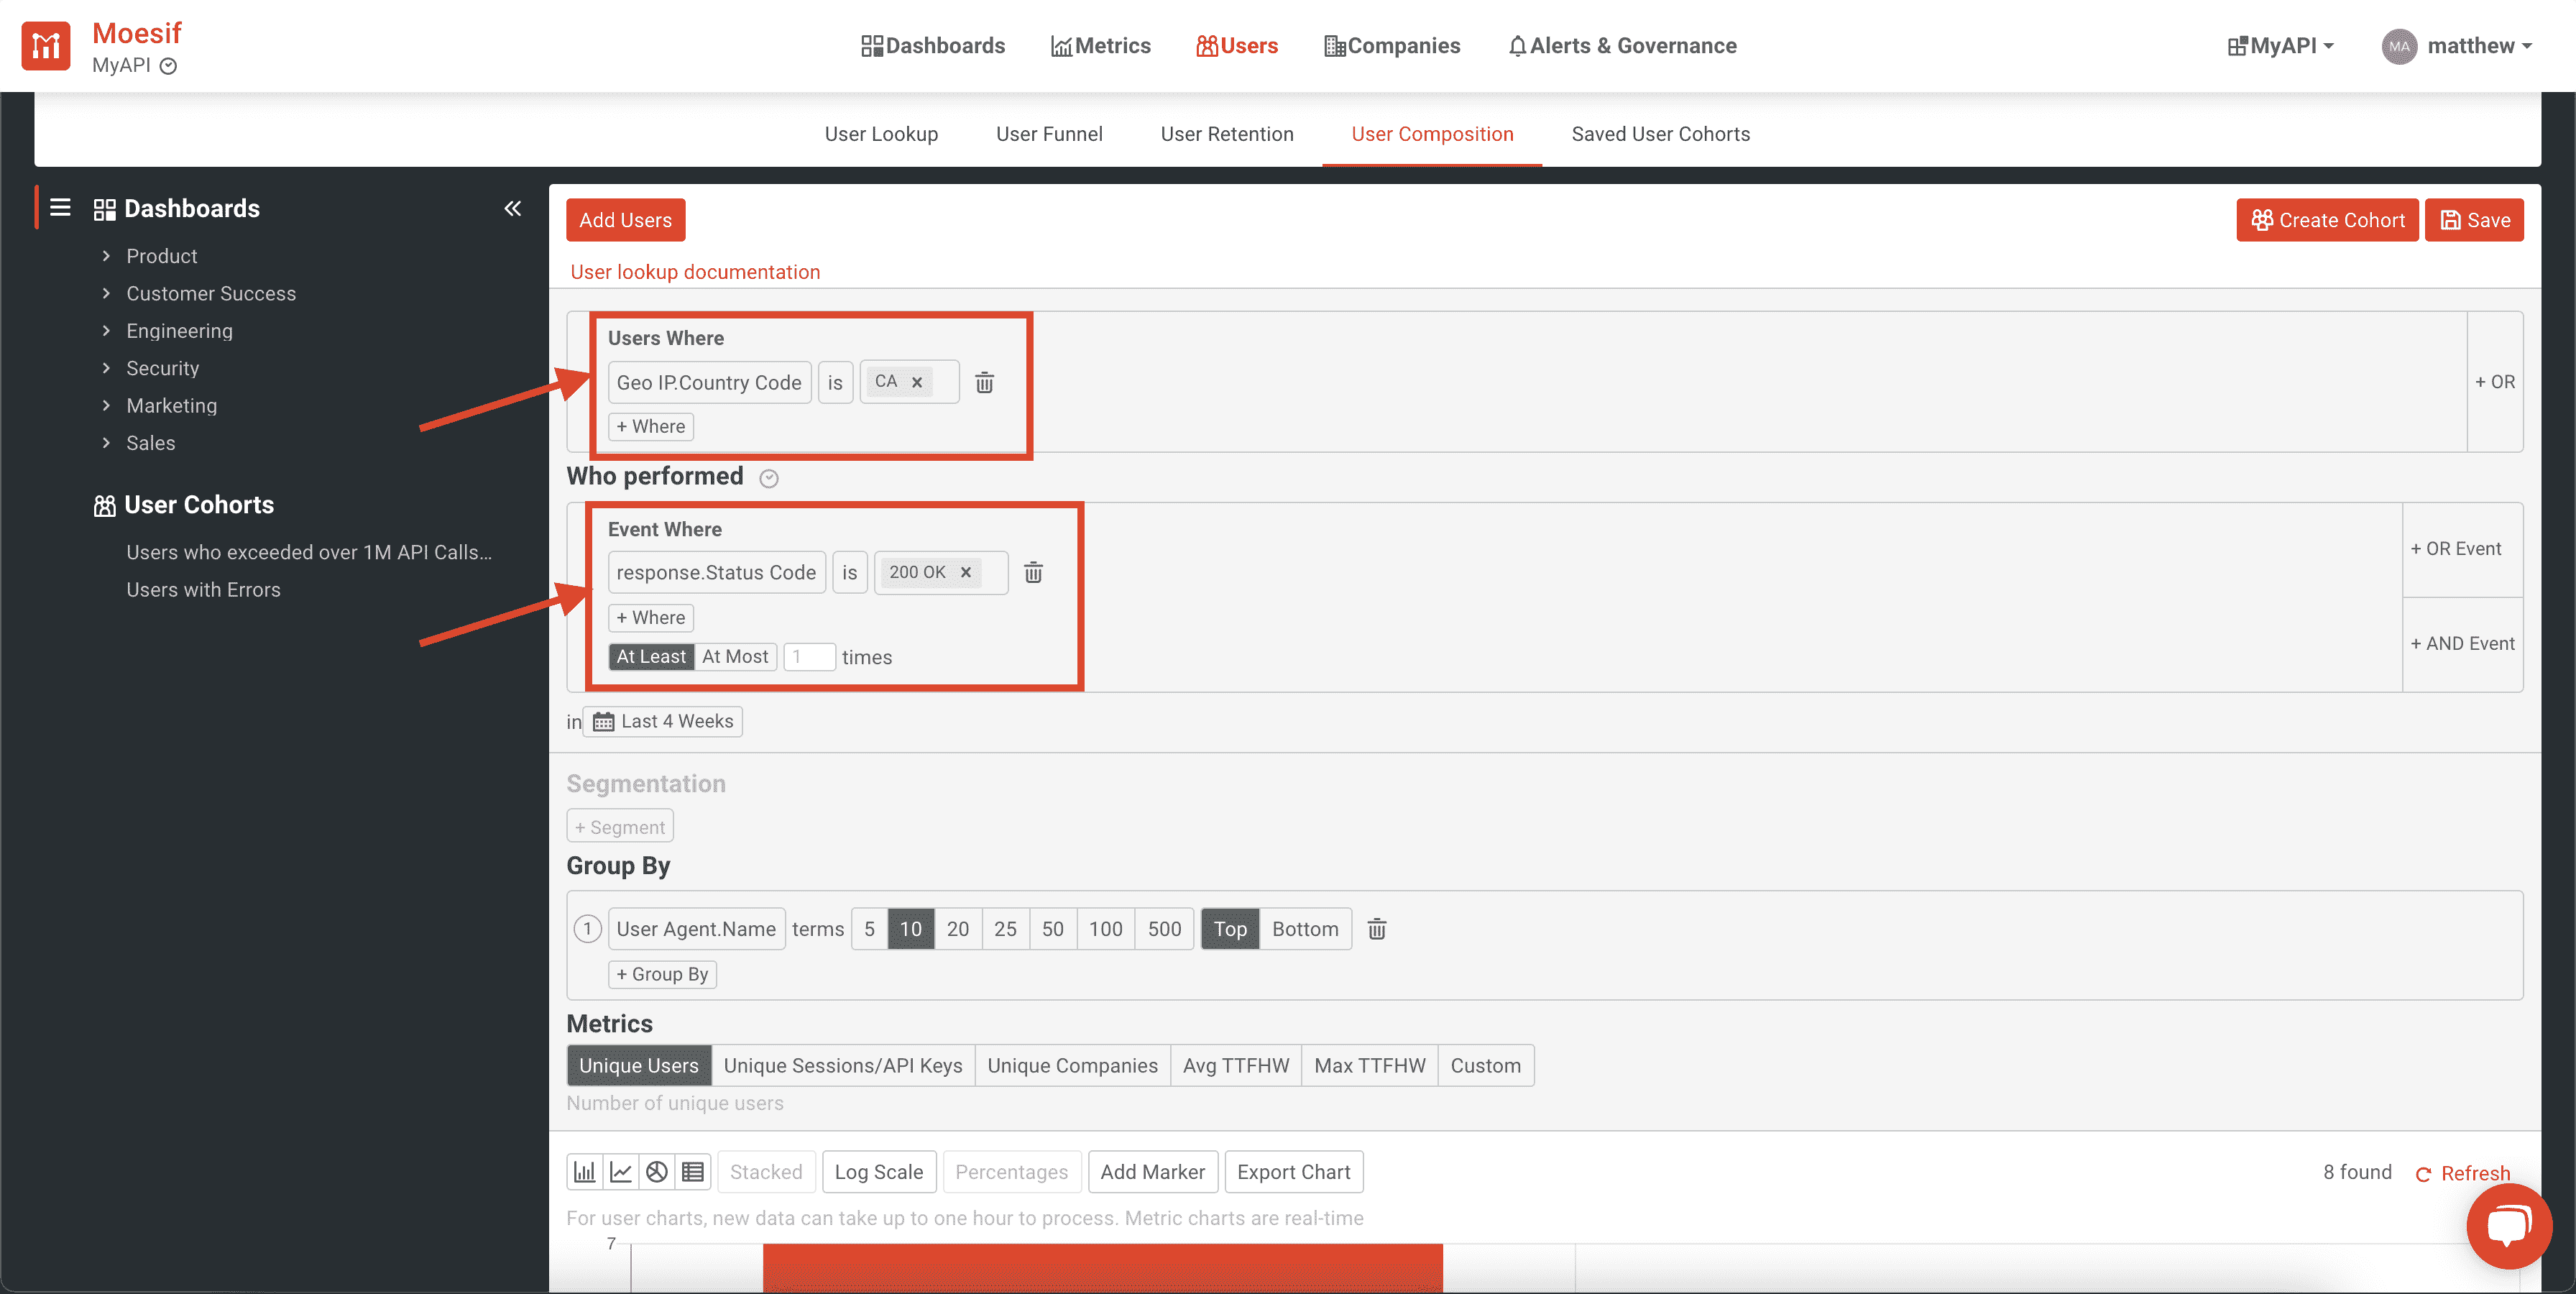 Moesif
MyAPI
Dashboards Metrics Users Companies Alerts & Governance
MyAPI MA matthew
User Lookup User Funnel User Retention User Composition Saved User Cohorts
Dashboards
Product
Customer Success
Engineering
Security
Marketing
Sales
User Cohorts
Users who exceeded over 1M API Calls...
Users with Errors
Add Users
Create Cohort Save
User lookup documentation
Users Where
Geo IP.Country Code is CA x
+ Where
+ OR
Who performed
Event Where
response.Status Code is 200 OK x
+ Where
At Least At Most 1 times
+ OR Event
+ AND Event
in Last 4 Weeks
Segmentation
+ Segment
Group By
1 User Agent.Name terms 5 10 20 25 50 100 500 Top Bottom
+ Group By
Metrics
Unique Users Unique Sessions/API Keys Unique Companies Avg TTFHW Max TTFHW Custom
Number of unique users
Stacked Log Scale Percentages Add Marker Export Chart
8 found Refresh
For user charts, new data can take up to one hour to process. Metric charts are real-time
7